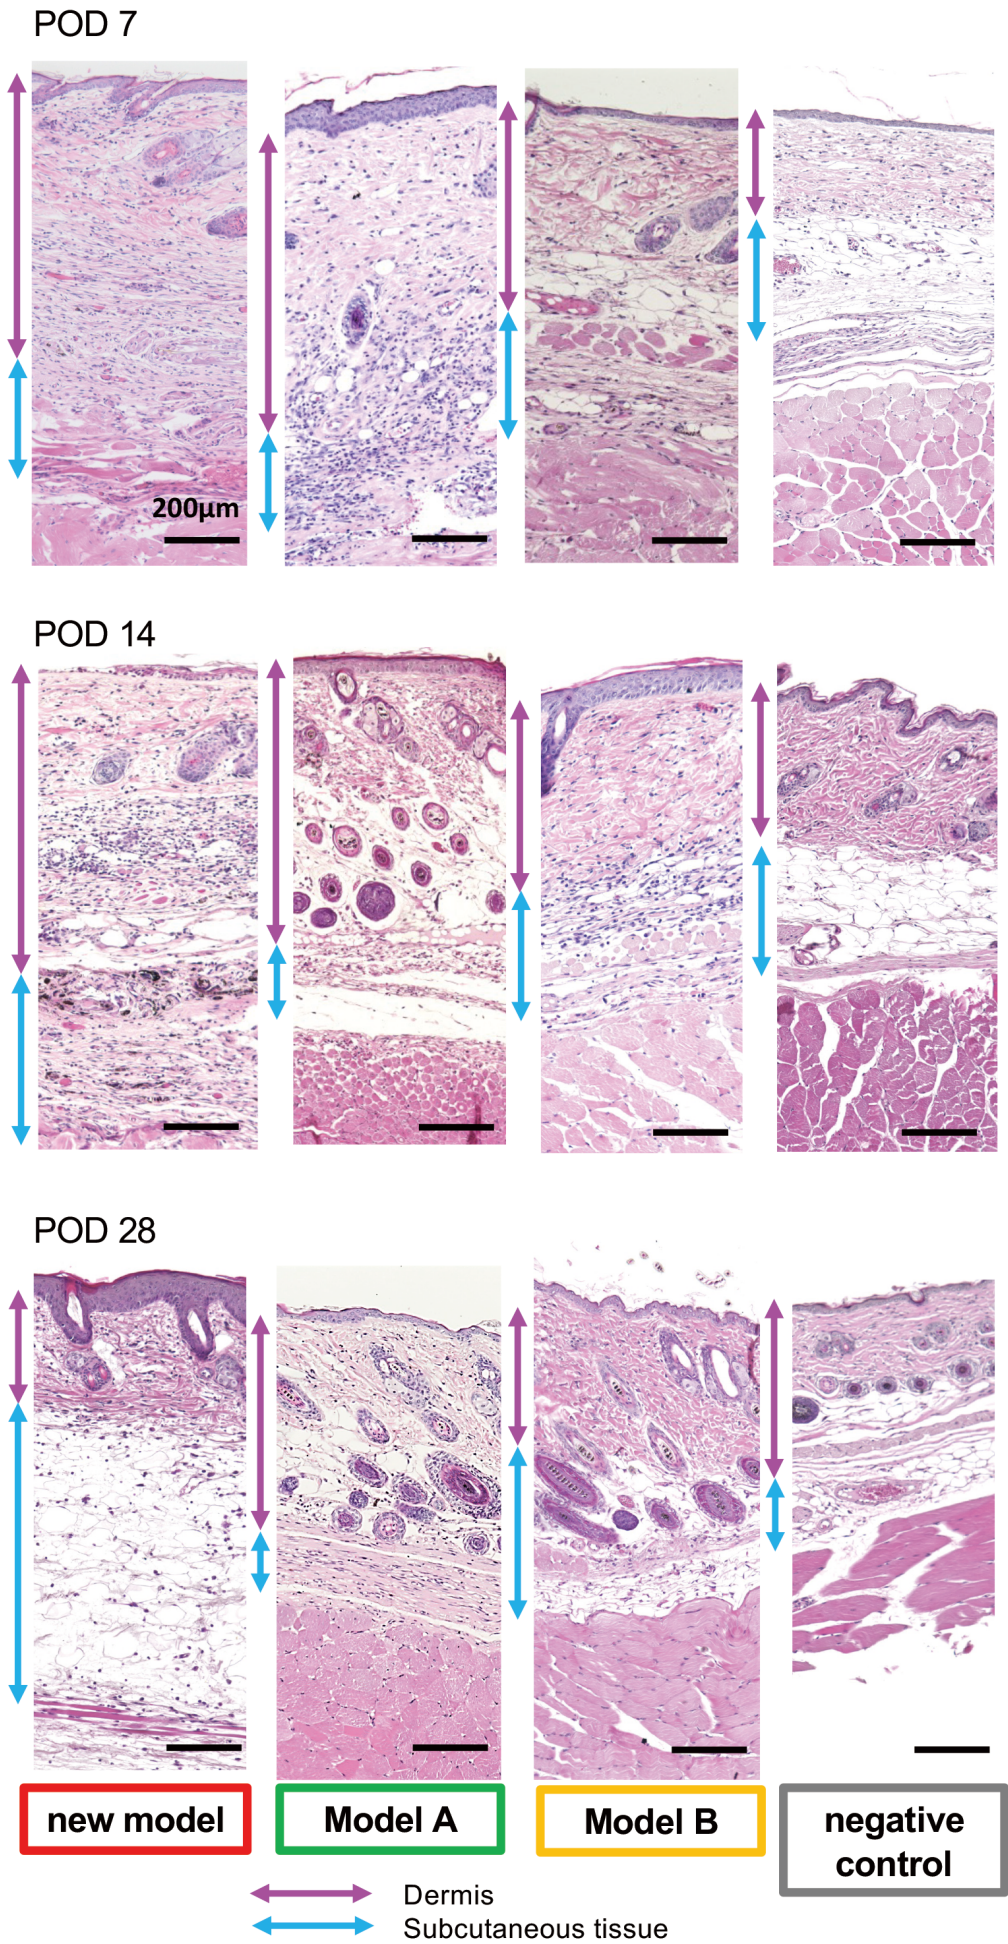 POD 7
200μm
POD 14
POD 28
new model
Model A
Model B
negative
control
Dermis
Subcutaneous tissue